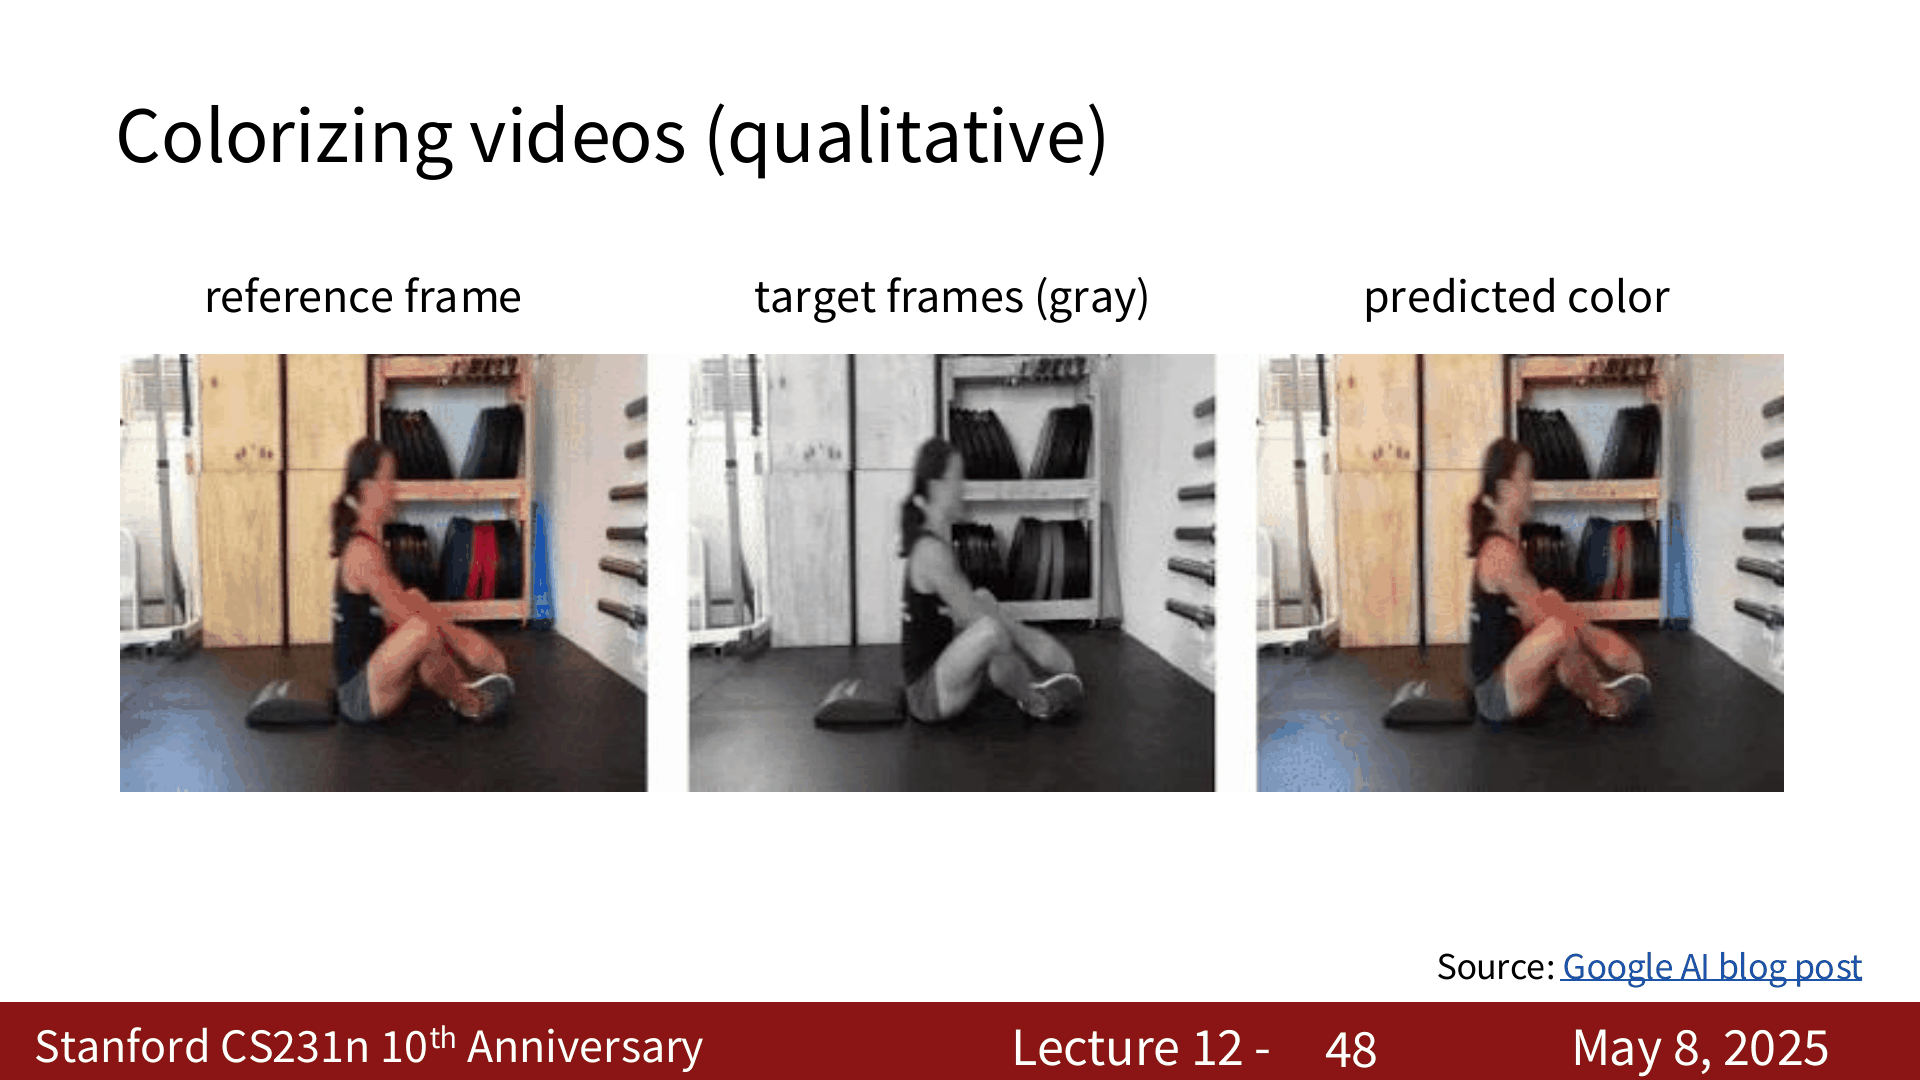 Colorizing videos (qualitative)
reference frame
target frames (gray)
predicted color
Source: Google AI blog post
Stanford CS231n 10th Anniversary
Lecture 12 - 48
May 8, 2025